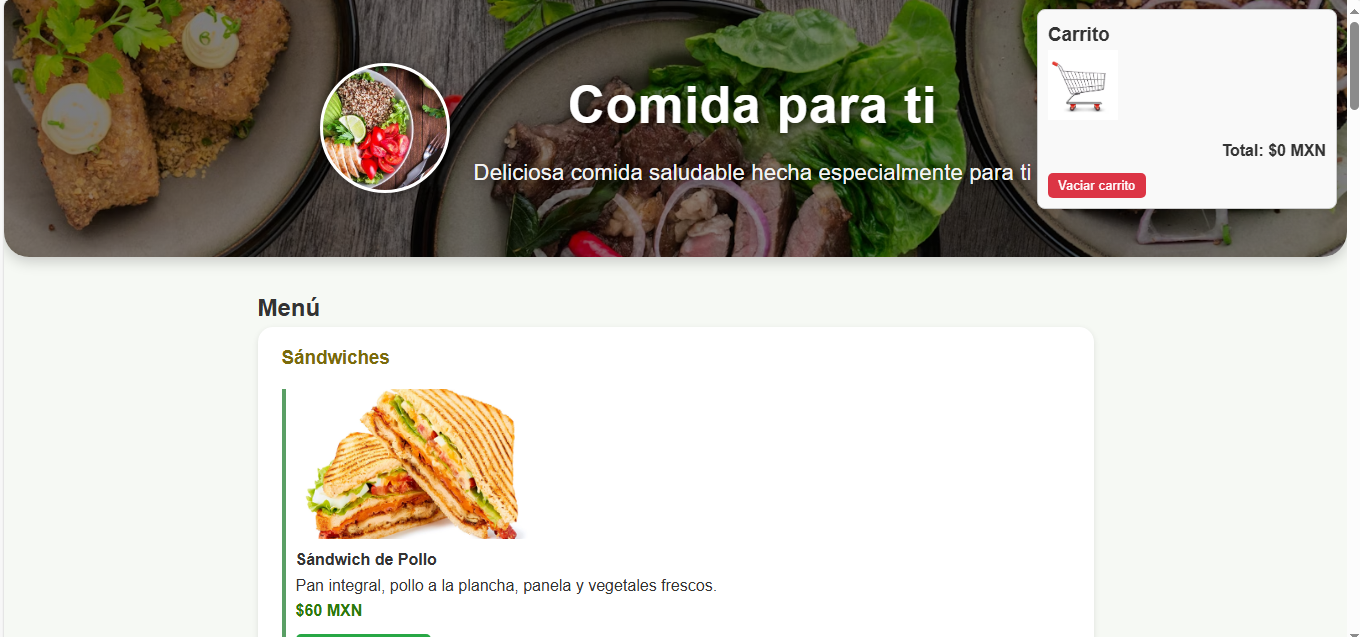 Comida para ti
Deliciosa comida saludable hecha especialmente para ti
Carrito
Total: $0 MXN
Vaciar carrito
Menú
Sándwiches
Sándwich de Pollo
Pan integral, pollo a la plancha, panela y vegetales frescos.
$60 MXN